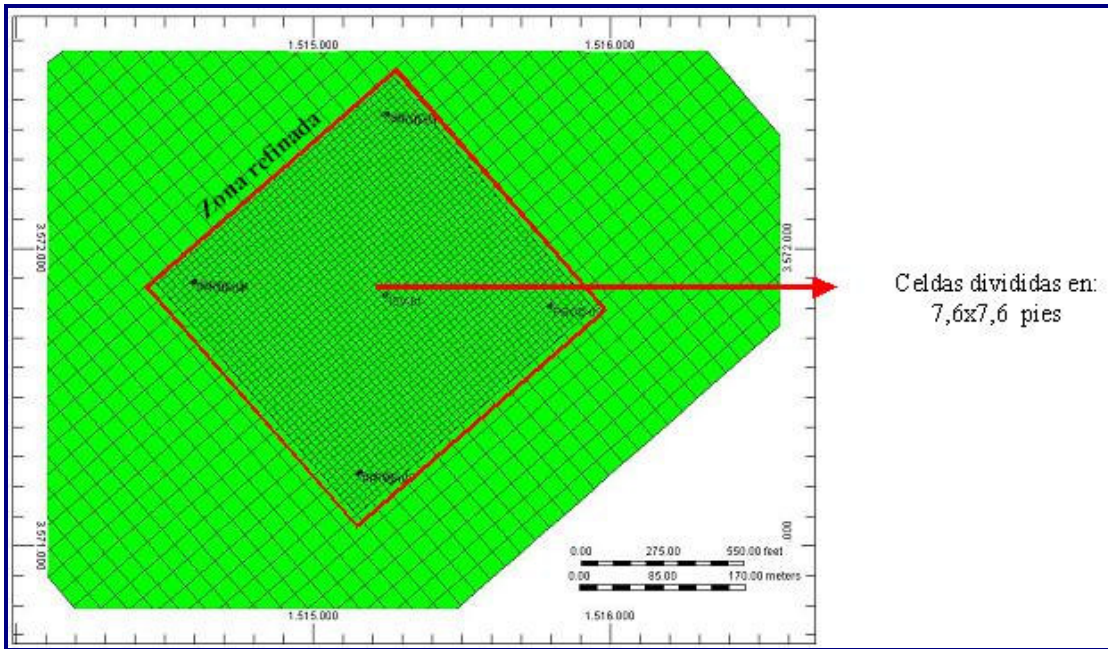 1.515.000
1.516.000
Zona refinada
3.572.000
3.572.000
Celdas divididas en:
7,6x7,6 pies
3.571.000
.000
0.00 275.00 550.00 feet
0.00 85.00 170.00 meters
1.515.000
1.516.000